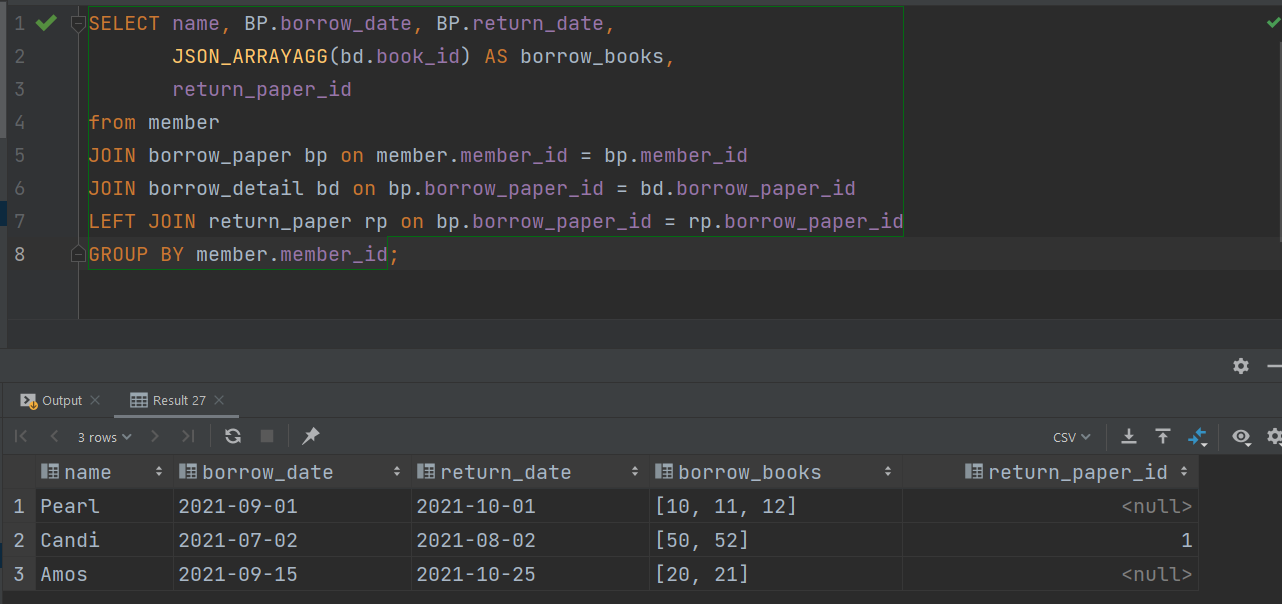 1 SELECT name, BP.borrow_date, BP.return_date,
2 JSON_ARRAYAGG(bd.book_id) AS borrow_books,
3 return_paper_id
4 from member
5 JOIN borrow_paper bp on member.member_id = bp.member_id
6 JOIN borrow_detail bd on bp.borrow_paper_id = bd.borrow_paper_id
7 LEFT JOIN return_paper rp on bp.borrow_paper_id = rp.borrow_paper_id
8 GROUP BY member.member_id;
Output Result 27
3 rows CSV
name borrow_date return_date borrow_books return_paper_id
1 Pearl 2021-09-01 2021-10-01 [10, 11, 12] <null>
2 Candi 2021-07-02 2021-08-02 [50, 52] 1
3 Amos 2021-09-15 2021-10-25 [20, 21] <null>